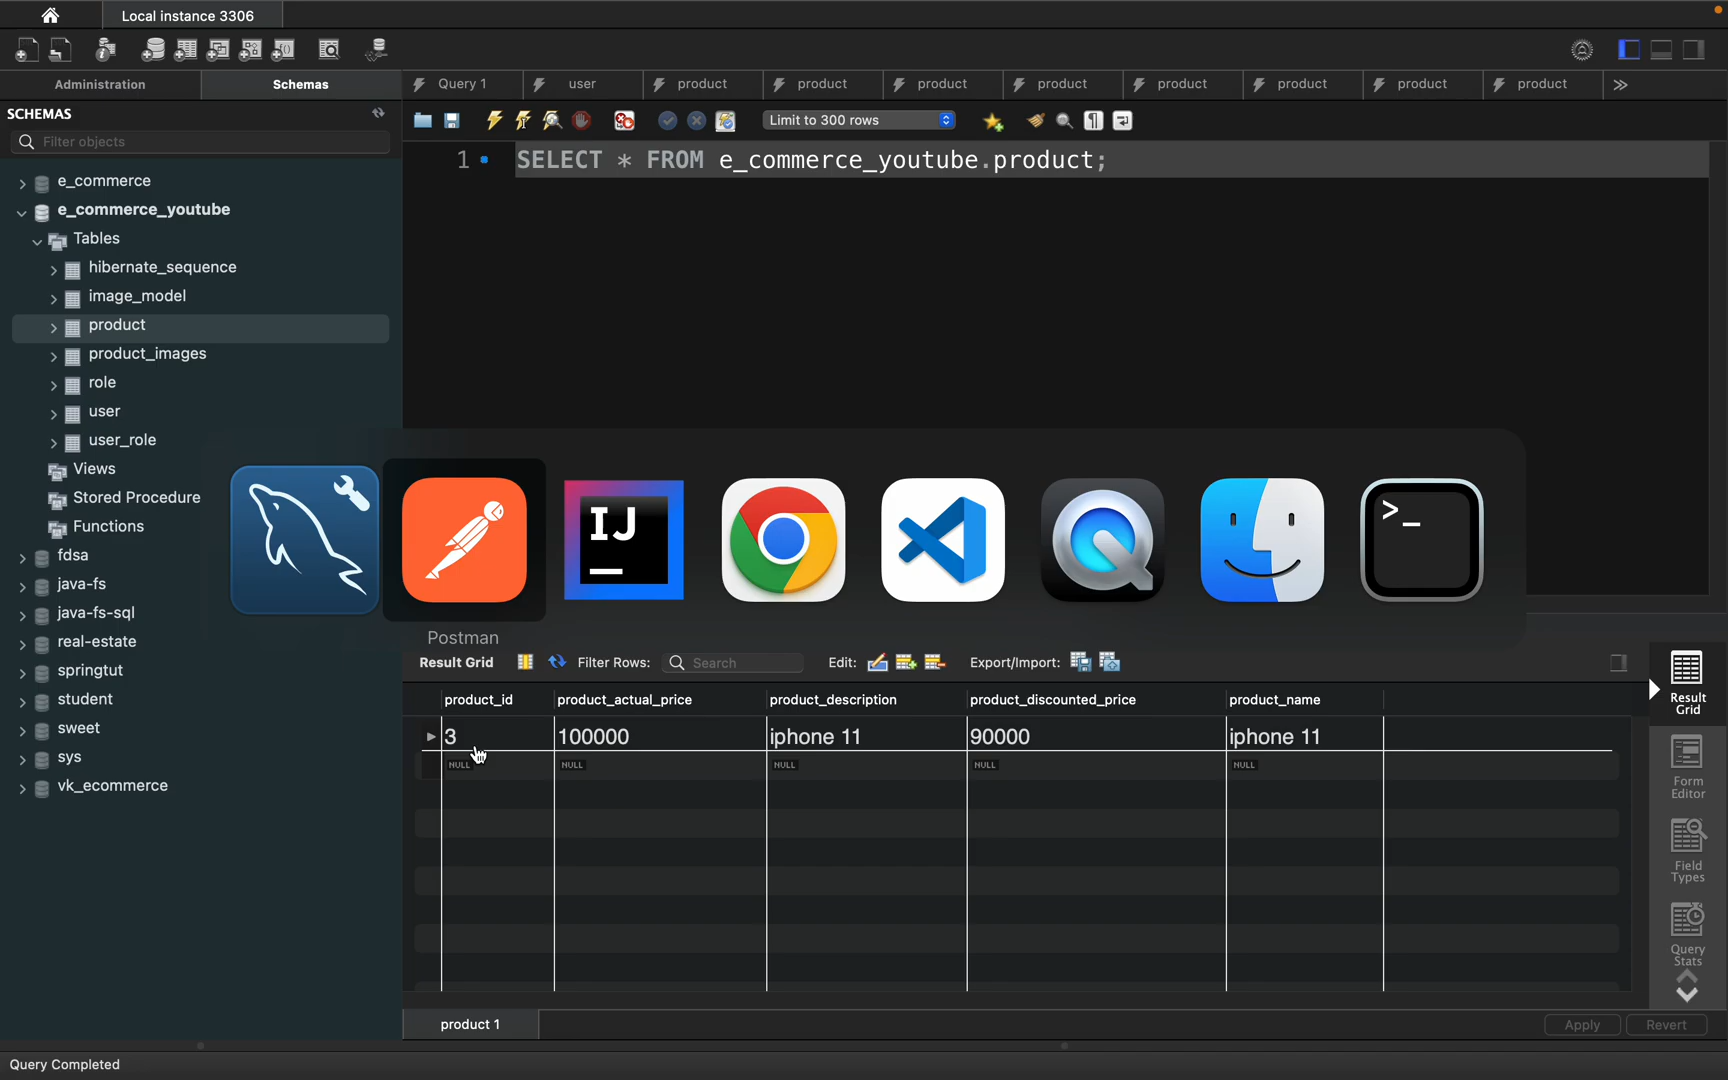 Local instance 3306
Administration
Schemas
Query 1
user
product
product
product
product
product
product
product
product
SCHEMAS
Filter objects
Limit to 300 rows
1
SELECT * FROM e_commerce_youtube.product;
e_commerce
e_commerce_youtube
Tables
hibernate_sequence
image_model
product
product_images
role
user
user_role
Views
Stored Procedure
Functions
fdsa
java-fs
java-fs-sql
real-estate
springtut
student
sweet
sys
vk_ecommerce
IJ
>_
Postman
Result Grid
Filter Rows:
Search
Edit:
Export/Import:
product_id
product_actual_price
product_description
product_discounted_price
product_name
3
100000
iphone 11
90000
iphone 11
NULL
NULL
NULL
NULL
NULL
Result
Grid
Form
Editor
Field
Types
Query
Stats
product 1
Apply
Revert
Query Completed